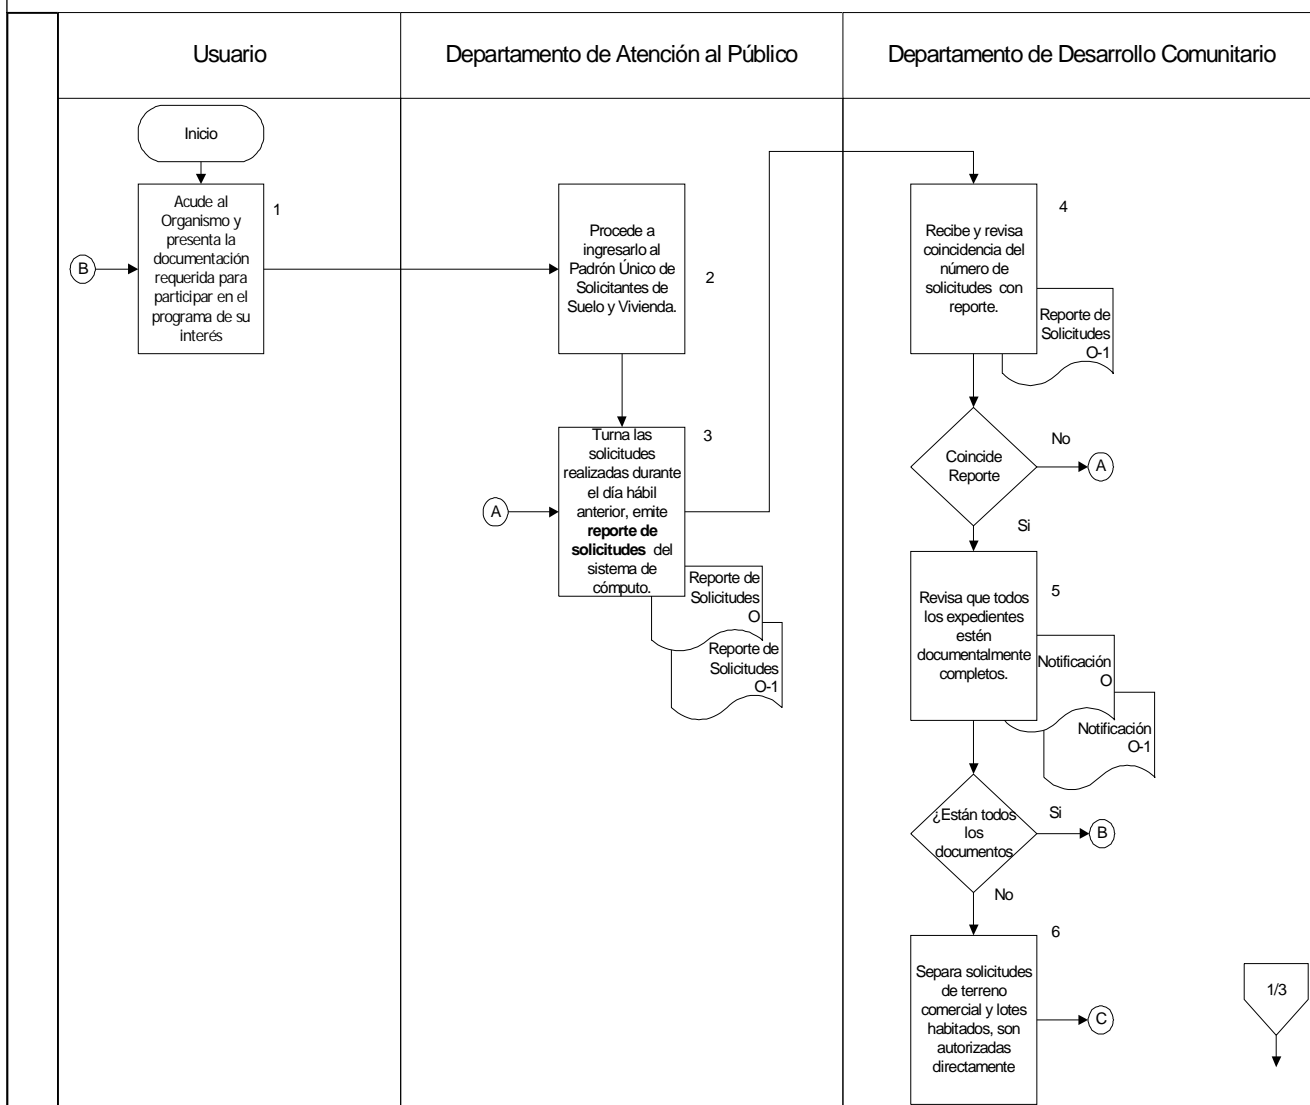 Usuario
Departamento de Atención al Público
Departamento de Desarrollo Comunitario
Inicio
Acude al
Organismo y
presenta la
documentación
requerida para
participar en el
programa de su
interés
1
B
Procede a
ingresarlo al
Padrón Único de
Solicitantes de
Suelo y Vivienda.
2
Turna las
solicitudes
realizadas durante
el día hábil
anterior, emite
reporte de
solicitudes del
sistema de
cómputo.
3
A
Reporte de
Solicitudes
O
Reporte de
Solicitudes
O-1
Recibe y revisa
coincidencia del
número de
solicitudes con
reporte.
4
Reporte de
Solicitudes
O-1
Coincide
Reporte
No
A
Si
Revisa que todos
los expedientes
estén
documentalmente
completos.
5
Notificación
O
Notificación
O-1
¿Están todos
los
documentos
Si
B
No
6
Separa solicitudes
de terreno
comercial y lotes
habitados, son
autorizadas
directamente
C
1/3